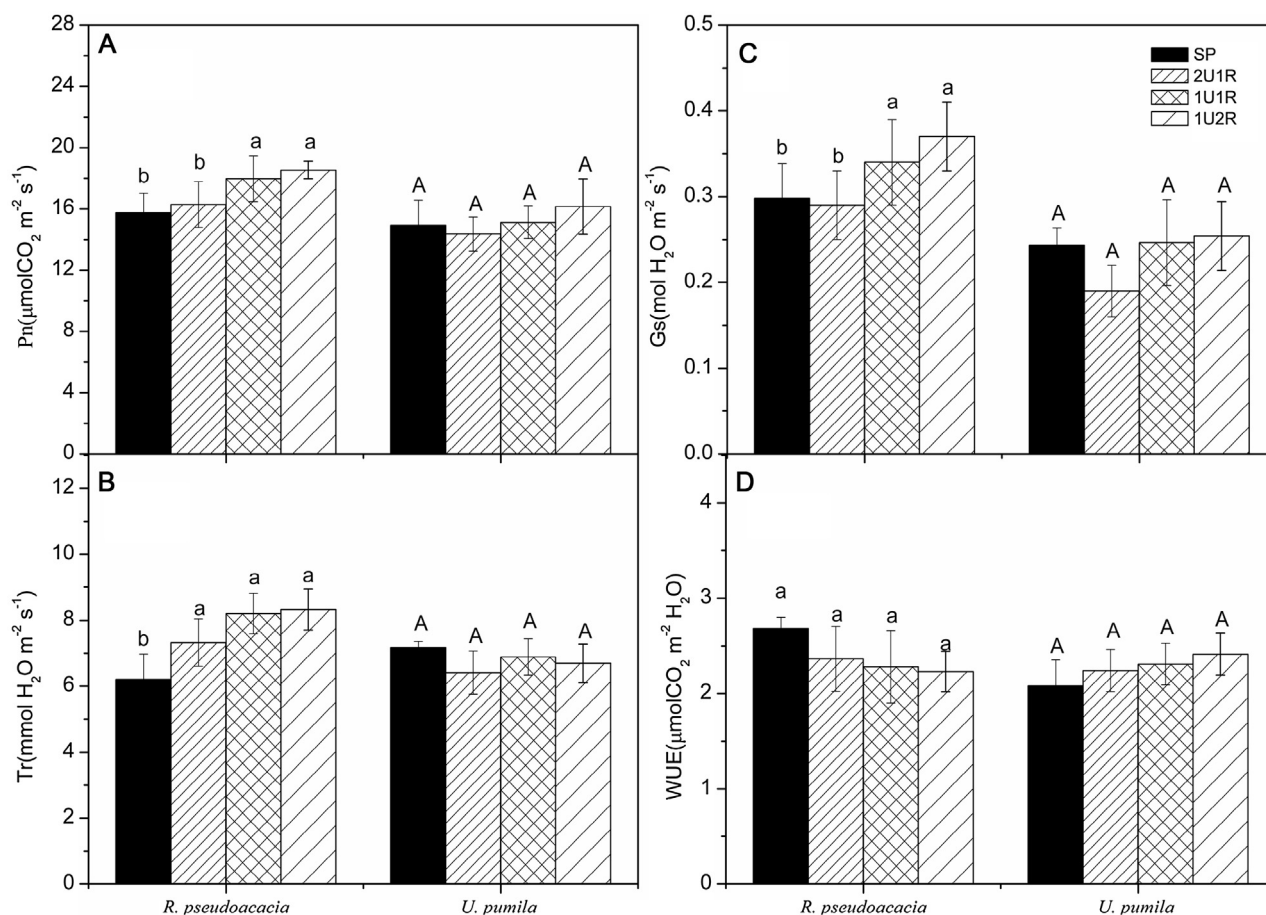 A
28
24
20
16
12
8
4
0
Pn(μmolCO₂ m⁻² s⁻¹)
b b a a A A A A
C
0.5
0.4
0.3
0.2
0.1
0.0
Gs(mol H₂O m⁻² s⁻¹)
SP
2U1R
1U1R
1U2R
b b a a A A A A
B
12
10
8
6
4
2
0
Tr(mmol H₂O m⁻² s⁻¹)
b a a a A A A A
R. pseudoacacia U. pumila
D
4
3
2
1
0
WUE(μmolCO₂ m⁻² H₂O)
a a a a A A A A
R. pseudoacacia U. pumila